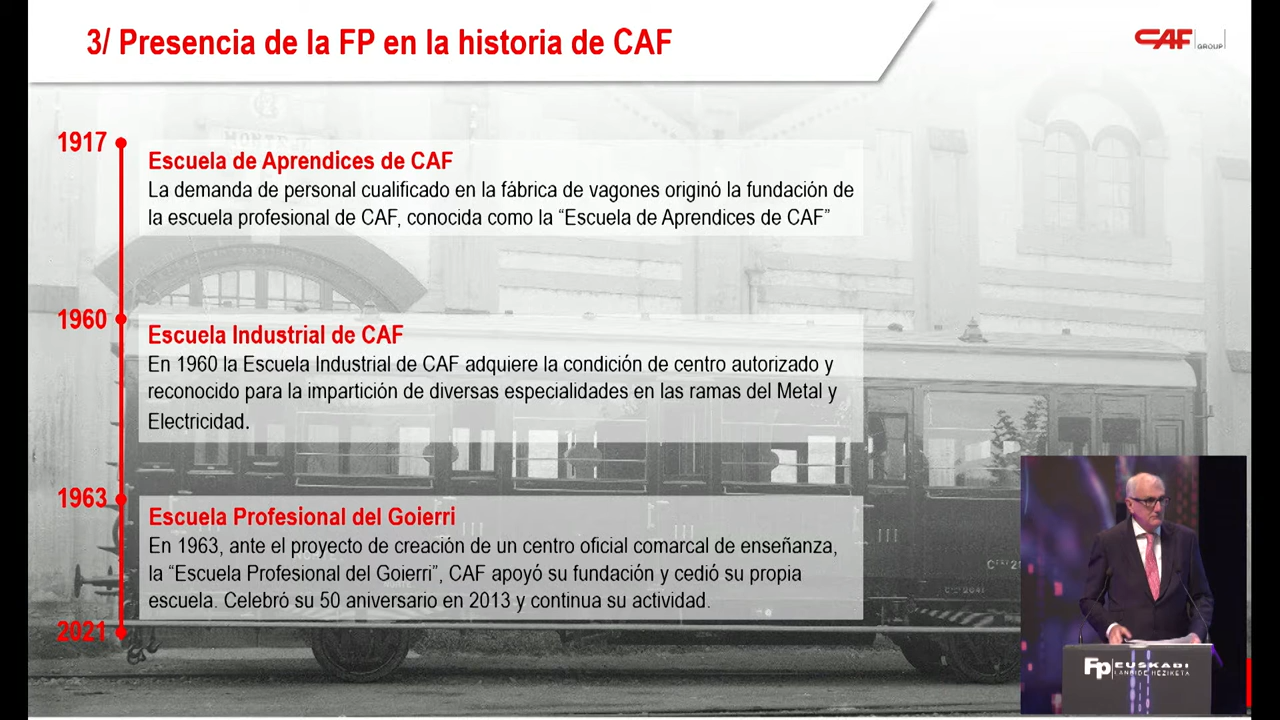 3/ Presencia de la FP en la historia de CAF
CAF GROUP
1917
Escuela de Aprendices de CAF
La demanda de personal cualificado en la fábrica de vagones originó la fundación de
la escuela profesional de CAF, conocida como la “Escuela de Aprendices de CAF”
1960
Escuela Industrial de CAF
En 1960 la Escuela Industrial de CAF adquiere la condición de centro autorizado y
reconocido para la impartición de diversas especialidades en las ramas del Metal y
Electricidad.
1963
Escuela Profesional del Goierri
En 1963, ante el proyecto de creación de un centro oficial comarcal de enseñanza,
la “Escuela Profesional del Goierri”, CAF apoyó su fundación y cedió su propia
escuela. Celebró su 50 aniversario en 2013 y continua su actividad.
2021
Fp EUSKADI
LANBIDE HEZIKETA